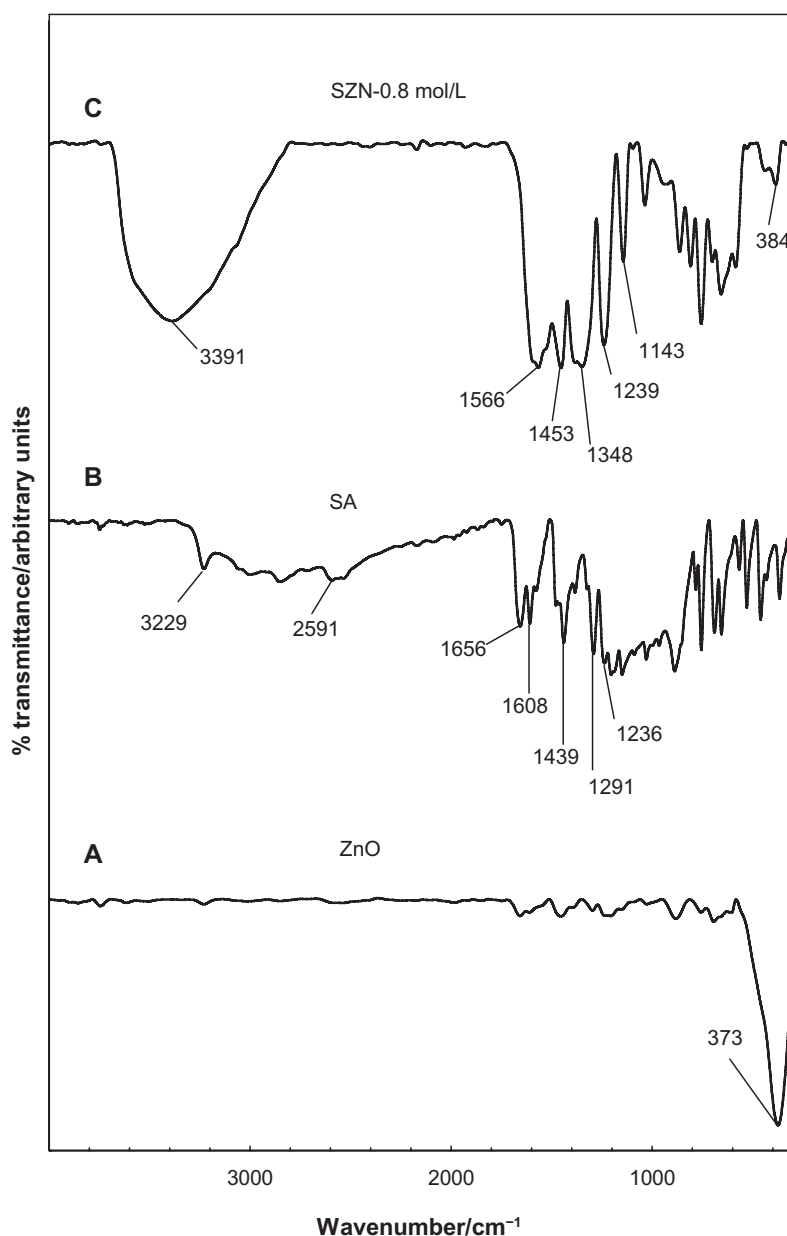 C
SZN-0.8 mol/L
384
3391
1143
1239
1566
1453
1348
B
SA
3229
2591
1656
1608
1236
1439
1291
A
ZnO
373
% transmittance/arbitrary units
3000 2000 1000
Wavenumber/cm⁻¹